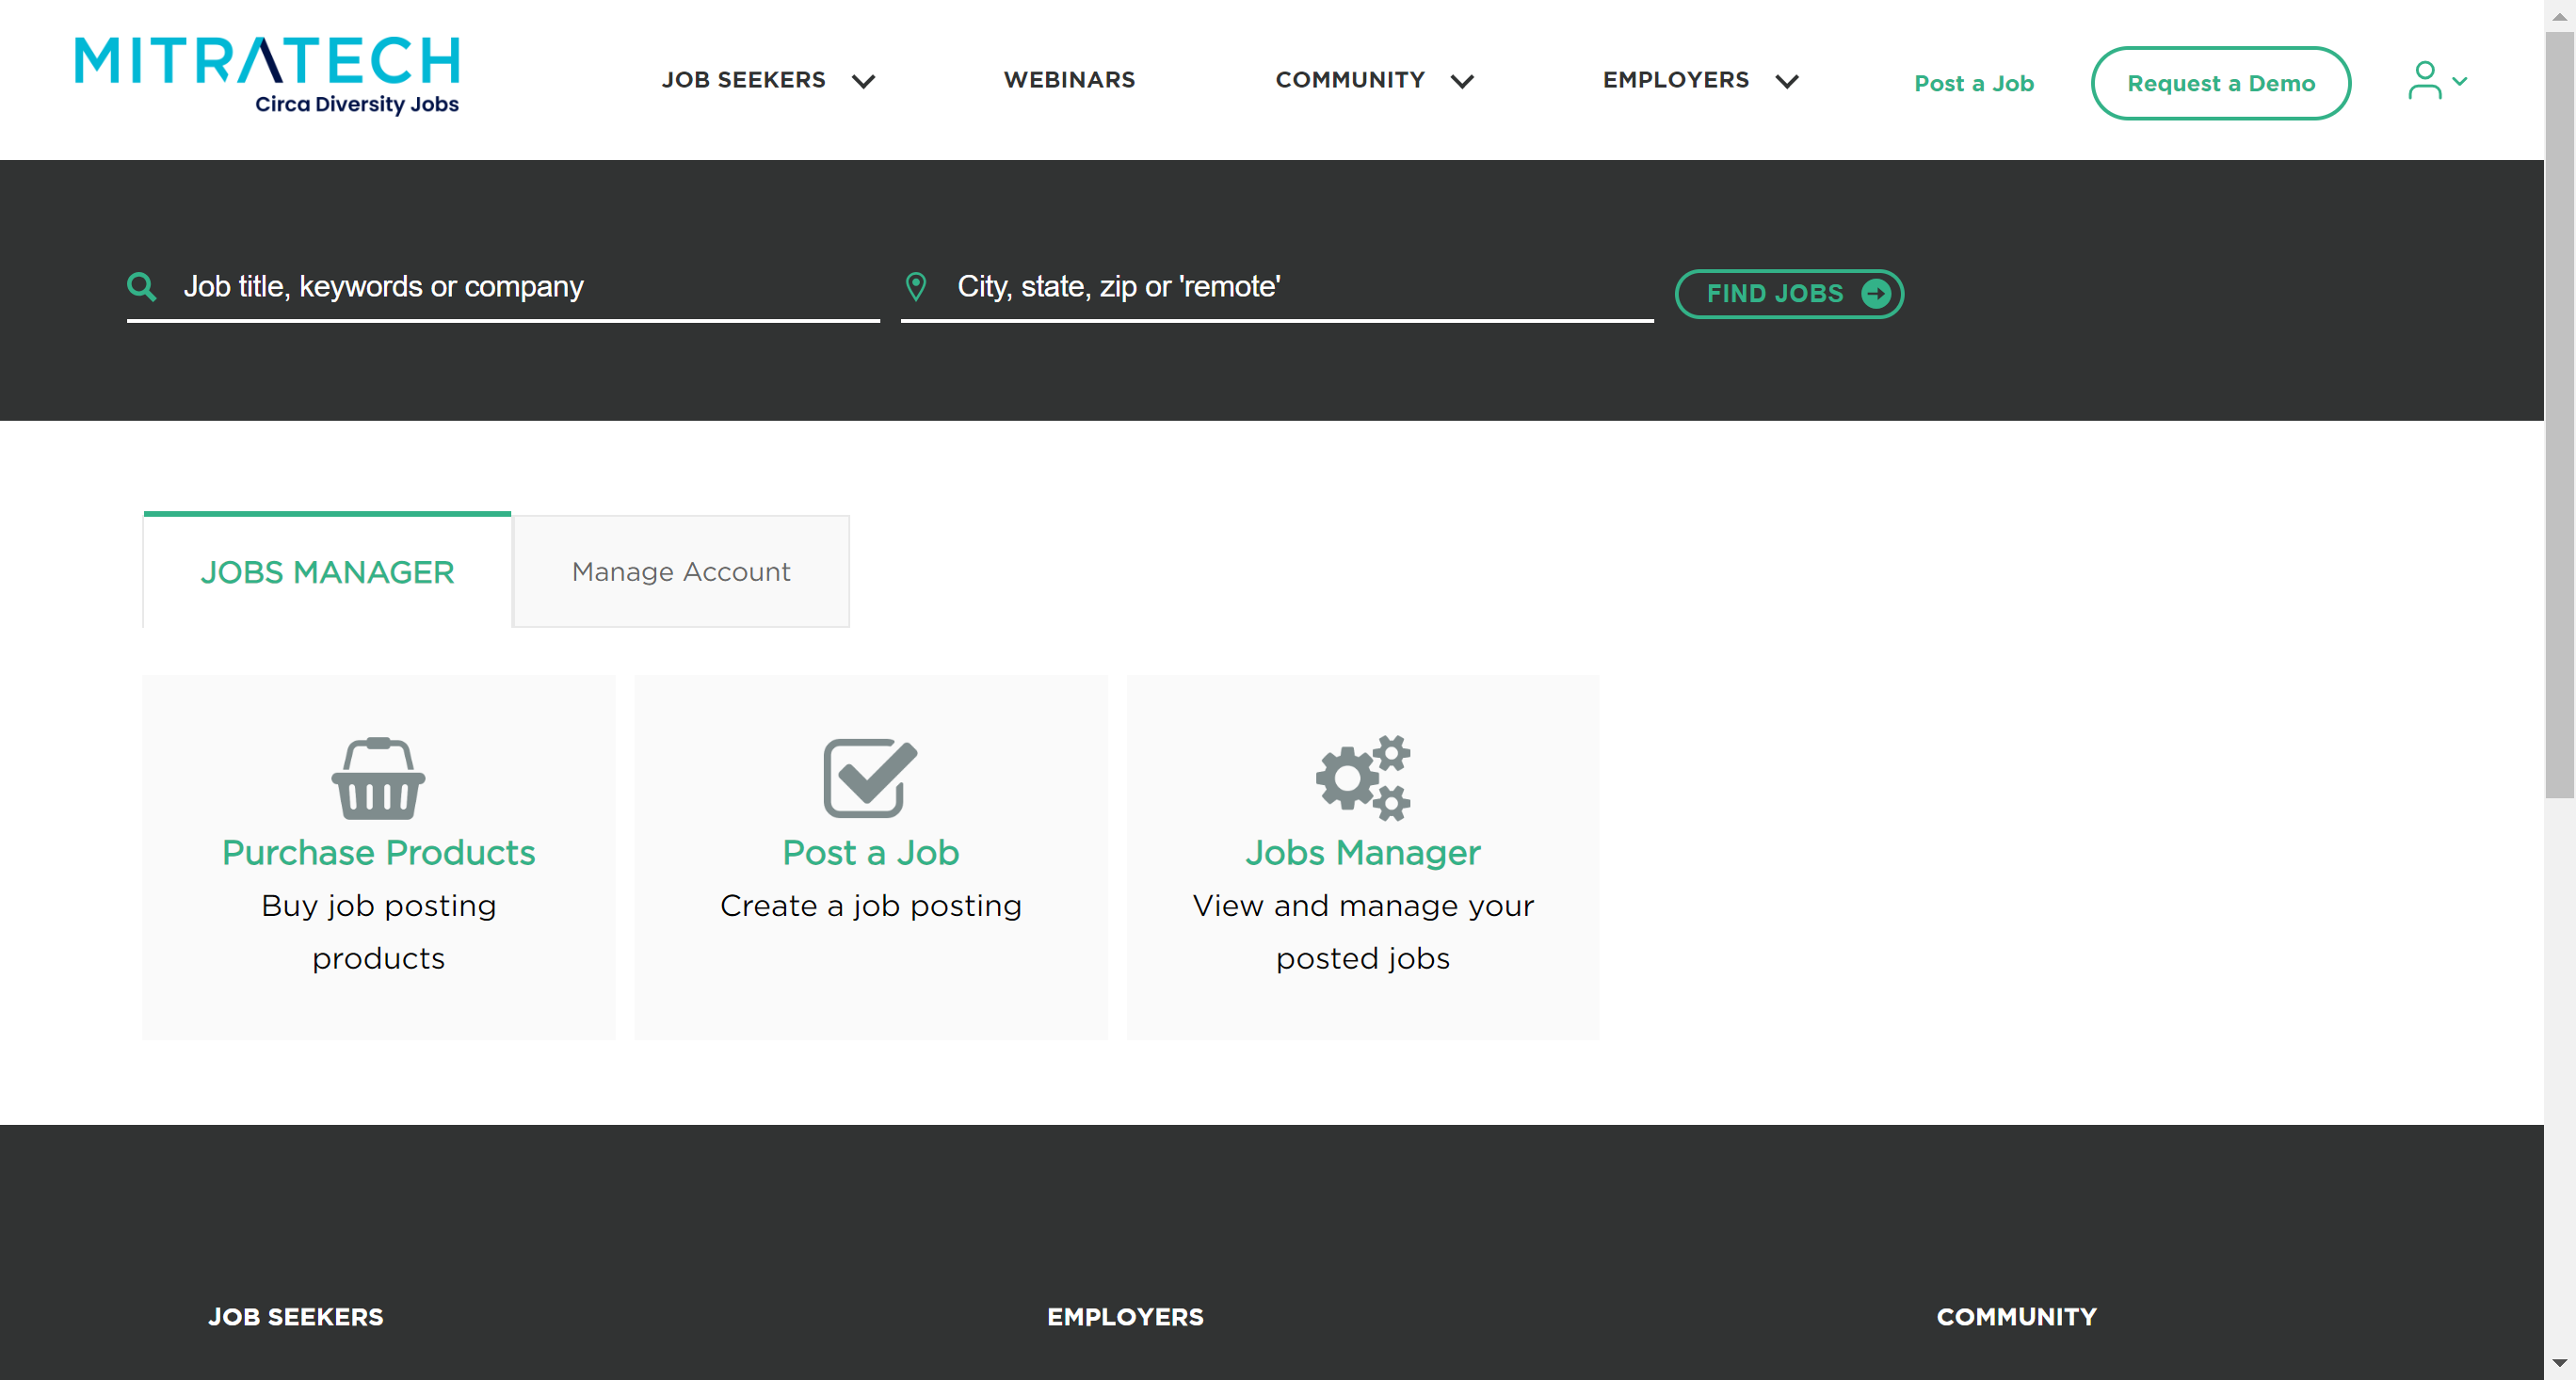 MITRATECH
Circa Diversity Jobs
JOB SEEKERS
WEBINARS
COMMUNITY
EMPLOYERS
Post a Job
Request a Demo
Job title, keywords or company
City, state, zip or 'remote'
FIND JOBS
JOBS MANAGER
Manage Account
Purchase Products
Buy job posting
products
Post a Job
Create a job posting
Jobs Manager
View and manage your
posted jobs
JOB SEEKERS
EMPLOYERS
COMMUNITY